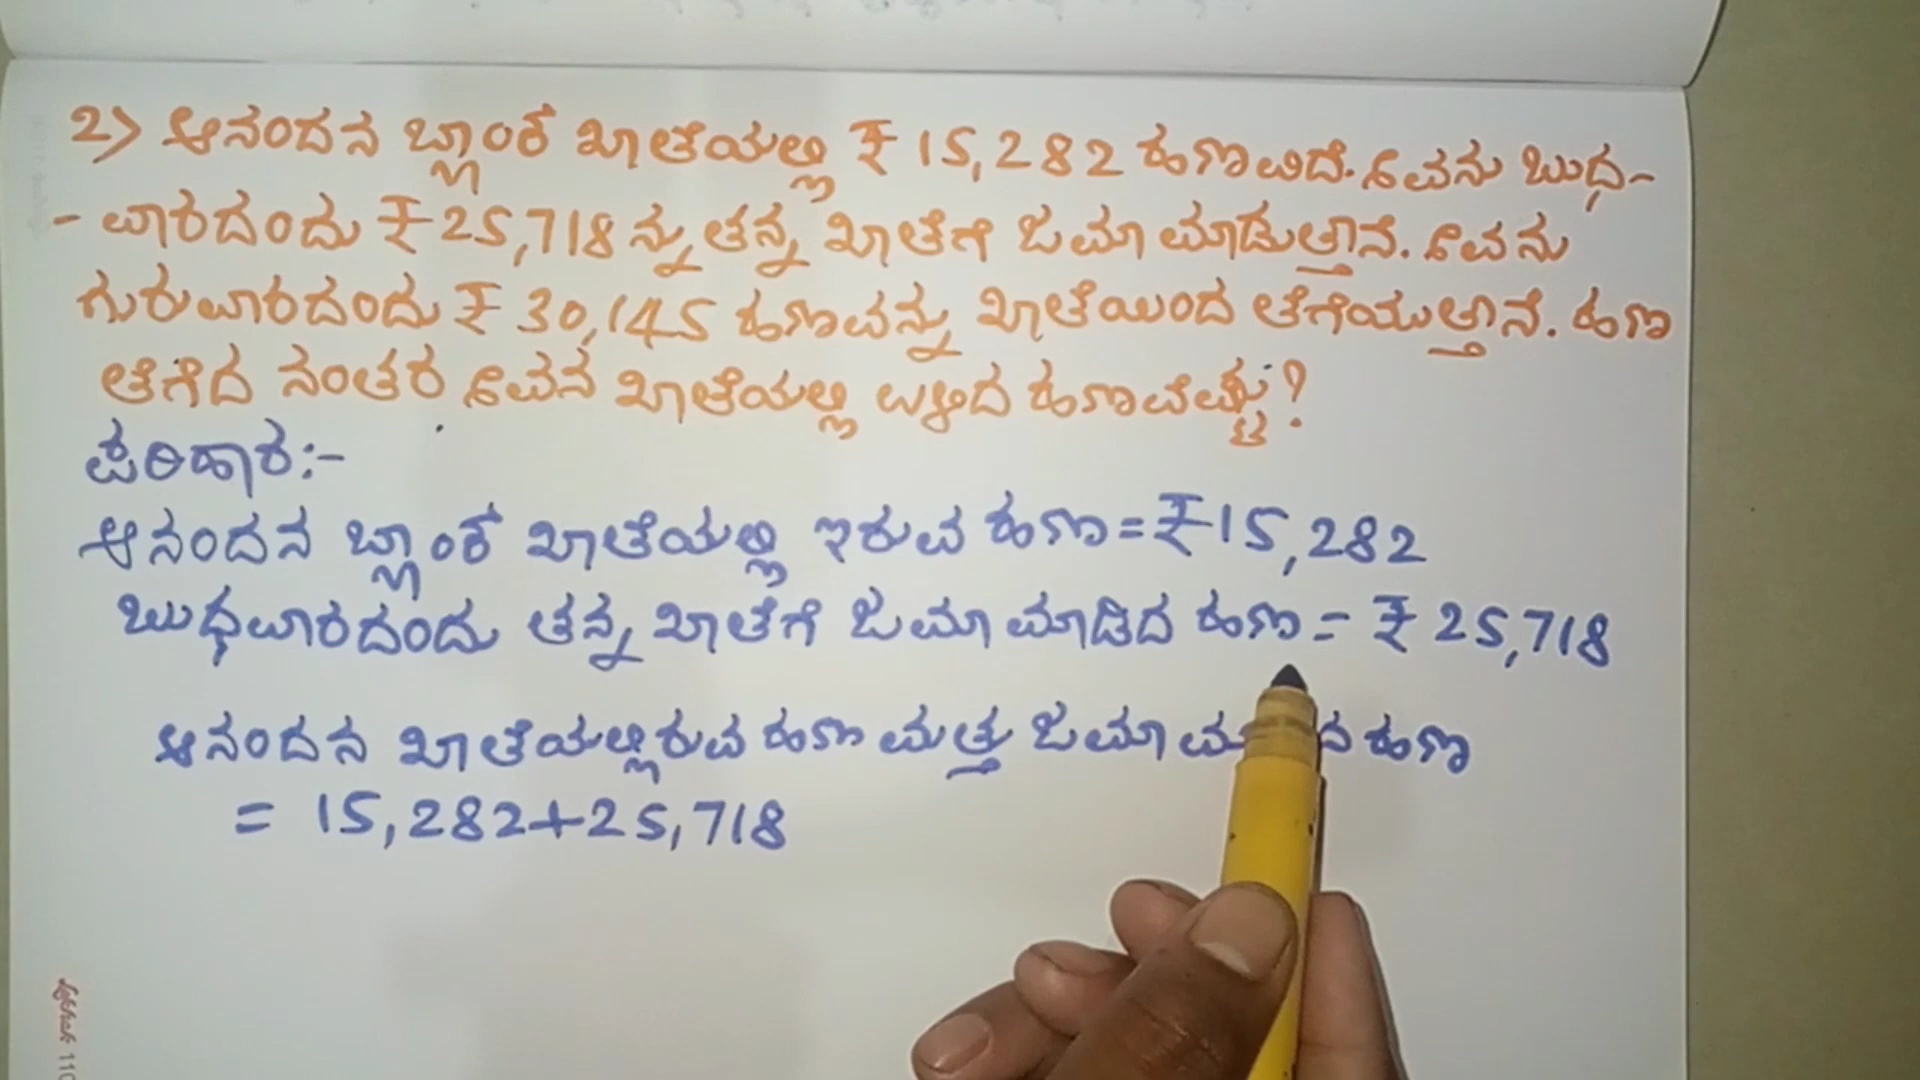 2) ಆನಂದನ ಬ್ಯಾಂಕ್ ಖಾತೆಯಲ್ಲಿ ₹ 15,282 ಹಣವಿದೆ. ಅವನು ಬುಧ-
- ವಾರದಂದು ₹ 25,718 ನ್ನು ತನ್ನ ಖಾತೆಗೆ ಜಮಾ ಮಾಡುತ್ತಾನೆ. ಅವನು
ಗುರುವಾರದಂದು ₹ 30,145 ಹಣವನ್ನು ಖಾತೆಯಿಂದ ತೆಗೆಯುತ್ತಾನೆ. ಹಣ
ತೆಗೆದ ನಂತರ ಅವನ ಖಾತೆಯಲ್ಲಿ ಉಳಿದ ಹಣವೆಷ್ಟು?
ಪರಿಹಾರ:-
ಆನಂದನ ಬ್ಯಾಂಕ್ ಖಾತೆಯಲ್ಲಿ ಇರುವ ಹಣ = ₹ 15,282
ಬುಧವಾರದಂದು ತನ್ನ ಖಾತೆಗೆ ಜಮಾ ಮಾಡಿದ ಹಣ = ₹ 25,718
ಆನಂದನ ಖಾತೆಯಲ್ಲಿರುವ ಹಣ ಮತ್ತು ಜಮಾ ಹಣ
= 15,282+25,718
Lekhak 110